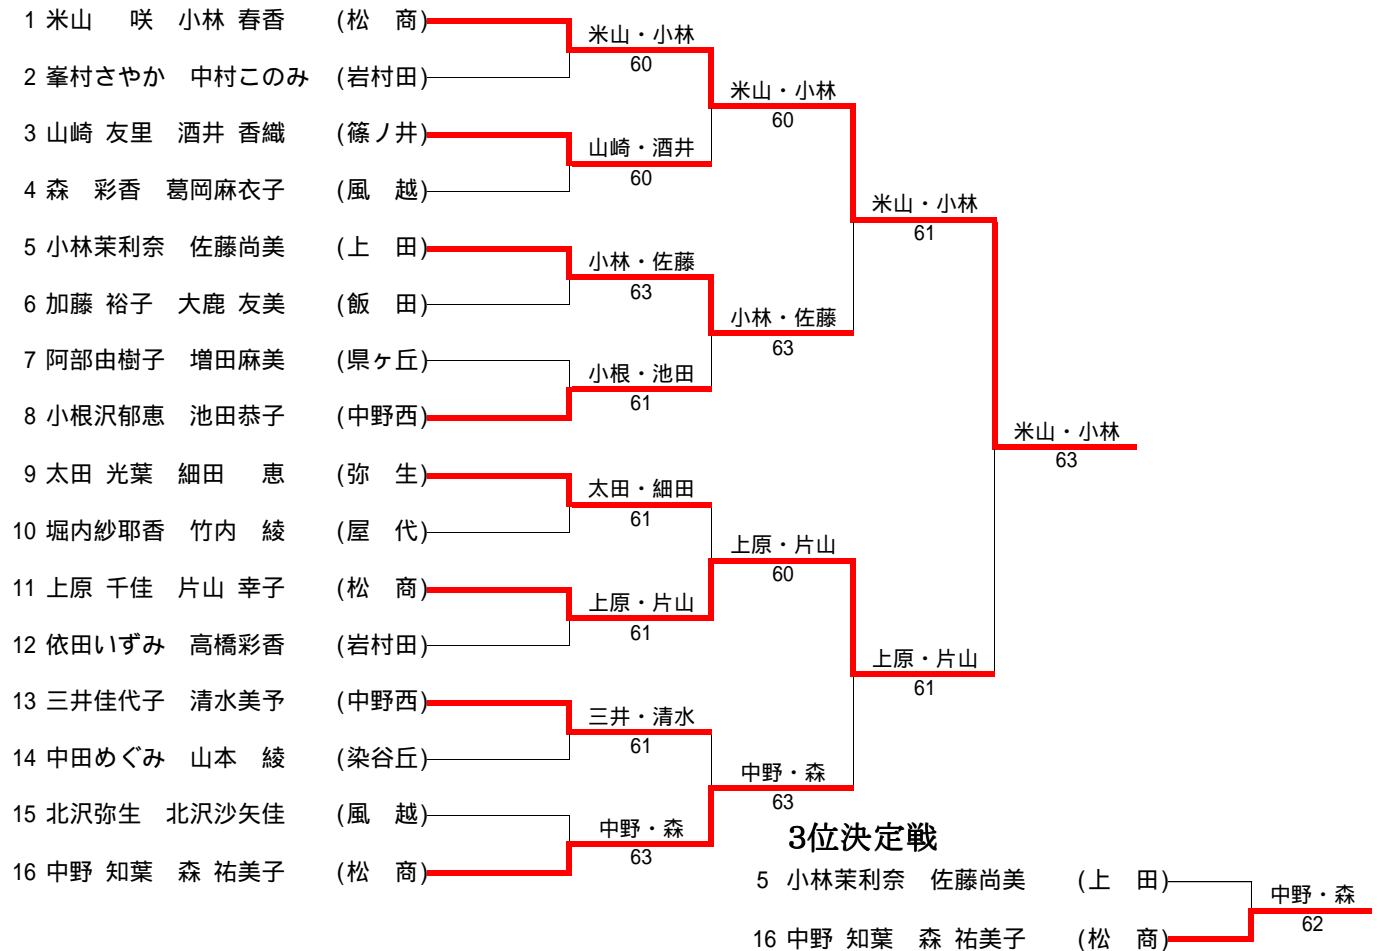 1 米山　 咲　小林 春香　(松　商)
米山・小林
60
2 峯村さやか　中村このみ　(岩村田)
米山・小林
60
3 山崎 友里　酒井 香織　(篠ノ井)
山崎・酒井
60
4 森　彩香　葛岡麻衣子　(風　越)
米山・小林
61
5 小林茉利奈　佐藤尚美　(上　田)
小林・佐藤
63
6 加藤 裕子　大鹿 友美　(飯　田)
小林・佐藤
63
7 阿部由樹子　増田麻美　(県ヶ丘)
小根・池田
61
8 小根沢郁恵　池田恭子　(中野西)
米山・小林
63
9 太田 光葉　細田　 恵　(弥　生)
太田・細田
61
10 堀内紗耶香　竹内　綾　(屋　代)
上原・片山
60
11 上原 千佳　片山 幸子　(松　商)
上原・片山
61
12 依田いずみ　高橋彩香　(岩村田)
上原・片山
61
13 三井佳代子　清水美予　(中野西)
三井・清水
61
14 中田めぐみ　山本　綾　(染谷丘)
中野・森
63
15 北沢弥生　北沢沙矢佳　(風　越)
中野・森
63
16 中野 知葉　森 祐美子　(松　商)
3位決定戦
5 小林茉利奈　佐藤尚美　(上　田)
中野・森
62
16 中野 知葉　森 祐美子　(松　商)